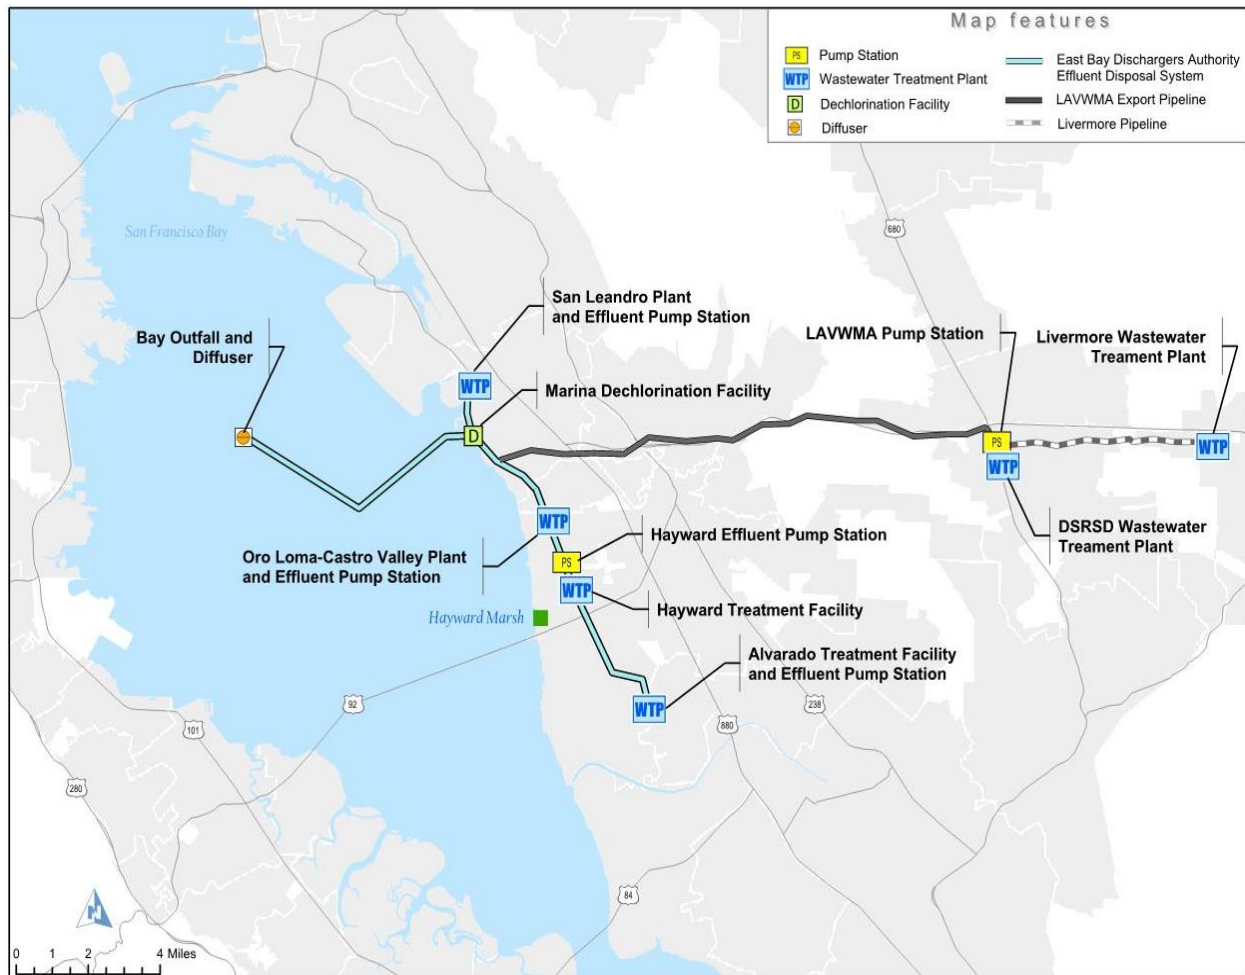 Map features
PS Pump Station
WTP Wastewater Treatment Plant
D Dechlorination Facility
Diffuser
East Bay Dischargers Authority
Effluent Disposal System
LAVWMA Export Pipeline
Livermore Pipeline
680
San Francisco Bay
San Leandro Plant
and Effluent Pump Station
LAVWMA Pump Station
Livermore Wastewater
Treament Plant
Bay Outfall and
Diffuser
WTP
Marina Dechlorination Facility
D
PS
WTP
WTP
WTP
Oro Loma-Castro Valley Plant
and Effluent Pump Station
Hayward Effluent Pump Station
DSRSD Wastewater
Treament Plant
PS
WTP
Hayward Treatment Facility
Hayward Marsh
Alvarado Treatment Facility
and Effluent Pump Station
WTP
92
238
880
101
280
84
N
0 1 2 4 Miles